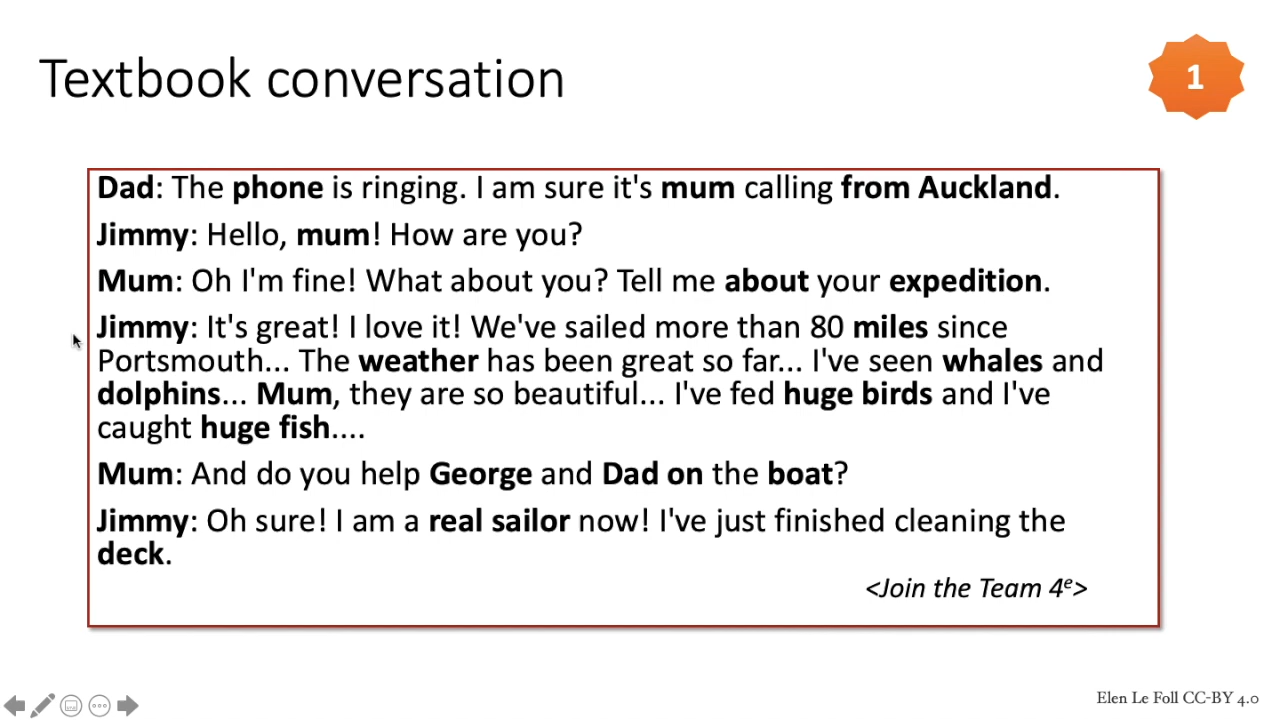 Textbook conversation
1
Dad: The phone is ringing. I am sure it's mum calling from Auckland.
Jimmy: Hello, mum! How are you?
Mum: Oh I'm fine! What about you? Tell me about your expedition.
Jimmy: It's great! I love it! We've sailed more than 80 miles since
Portsmouth... The weather has been great so far... I've seen whales and
dolphins... Mum, they are so beautiful... I've fed huge birds and I've
caught huge fish....
Mum: And do you help George and Dad on the boat?
Jimmy: Oh sure! I am a real sailor now! I've just finished cleaning the
deck.
<Join the Team 4e>
Elen Le Foll CC-BY 4.0